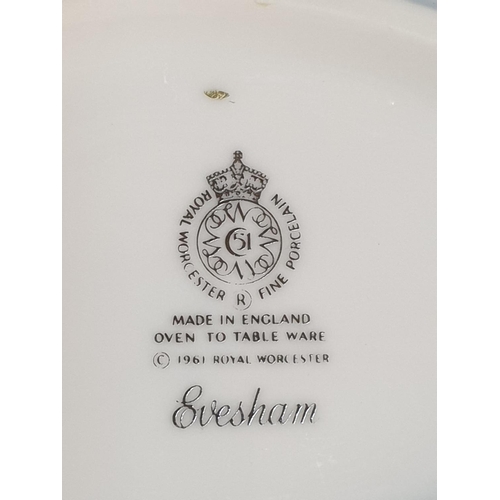 ROYAL WORCESTER FINE PORCELAIN
51
R
MADE IN ENGLAND
OVEN TO TABLE WARE
© 1961 ROYAL WORCESTER
Evesham